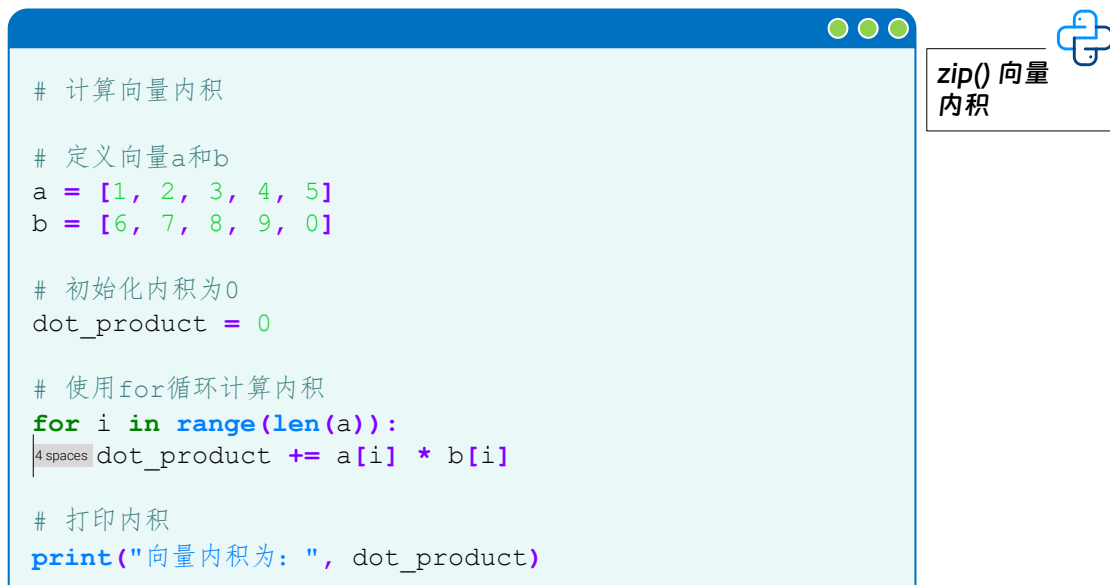 # 计算向量内积
# 定义向量a和b
a = [1, 2, 3, 4, 5]
b = [6, 7, 8, 9, 0]
# 初始化内积为0
dot_product = 0
# 使用for循环计算内积
for i in range(len(a)):
4 spaces dot_product += a[i] * b[i]
# 打印内积
print("向量内积为: ", dot_product)
zip() 向量
内积